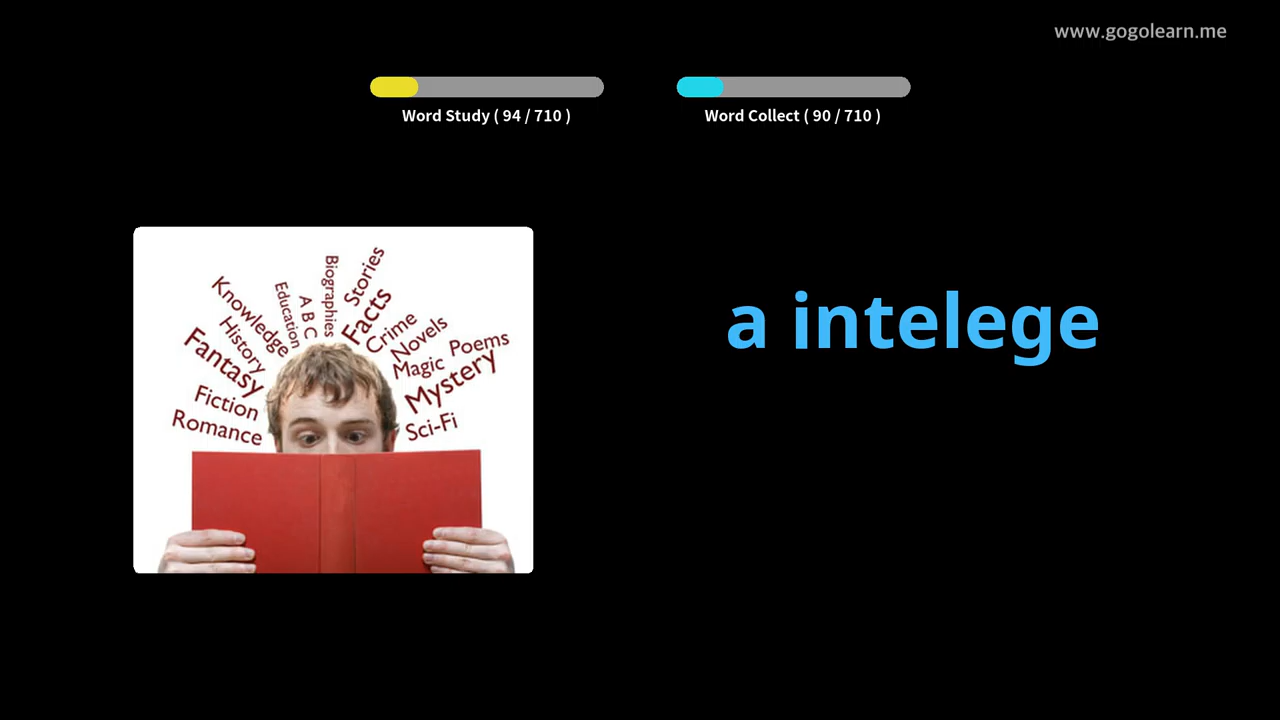 www.gogolearn.me
Word Study ( 94 / 710 )
Word Collect ( 90 / 710 )
a intelege
Knowledge
History
Fantasy
Fiction
Romance
Education
A B C
Biographies
Stories
Facts
Crime
Novels
Magic
Poems
Mystery
Sci-Fi